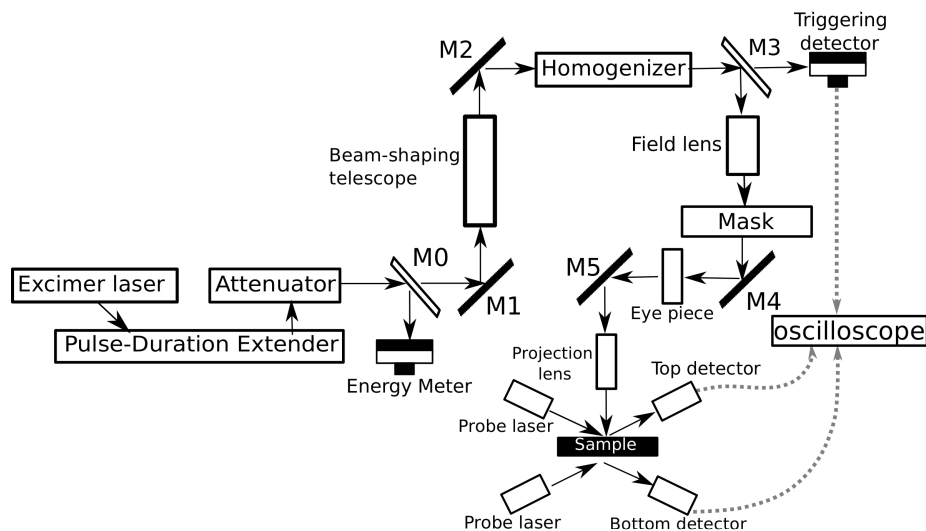 Triggering
detector
M2
M3
Homogenizer
Field lens
Beam-shaping
telescope
Mask
M0
M5
Excimer laser
Attenuator
M1
M4
Eye piece
oscilloscope
Pulse-Duration Extender
Energy Meter
Projection
lens
Top detector
Probe laser
Sample
Probe laser
Bottom detector